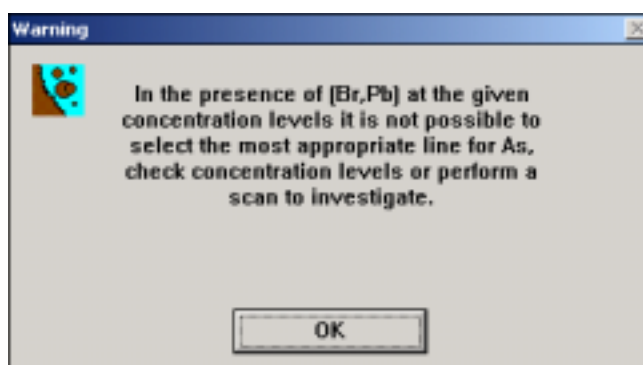 Warning
In the presence of [Br,Pb] at the given
concentration levels it is not possible to
select the most appropriate line for As,
check concentration levels or perform a
scan to investigate.
OK